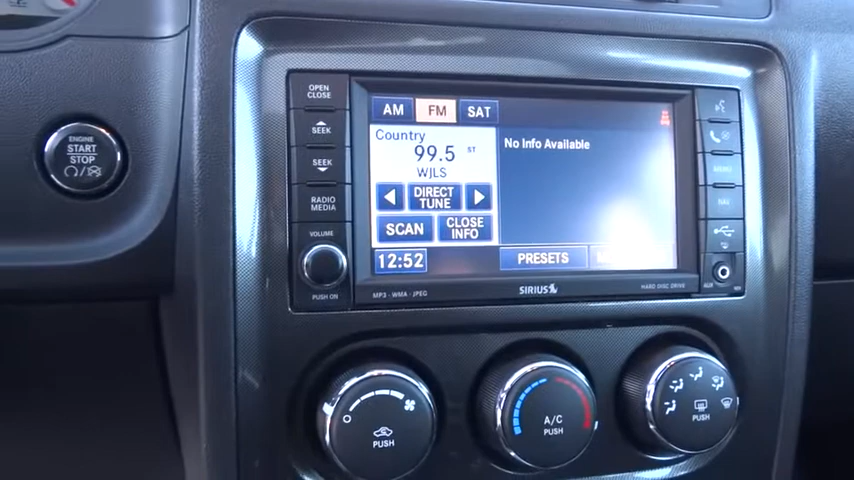 ENGINE
START
STOP
OPEN
CLOSE
SEEK
SEEK
RADIO
MEDIA
VOLUME
PUSH ON
AM FM SAT
Country
99.5 ST
WJLS
DIRECT
TUNE
SCAN
CLOSE
INFO
12:52
No Info Available
PRESETS
MENU
NAV
AUX
MP3 · WMA · JPEG
SIRIUS
HARD DISC DRIVE
PUSH
A/C
PUSH
PUSH